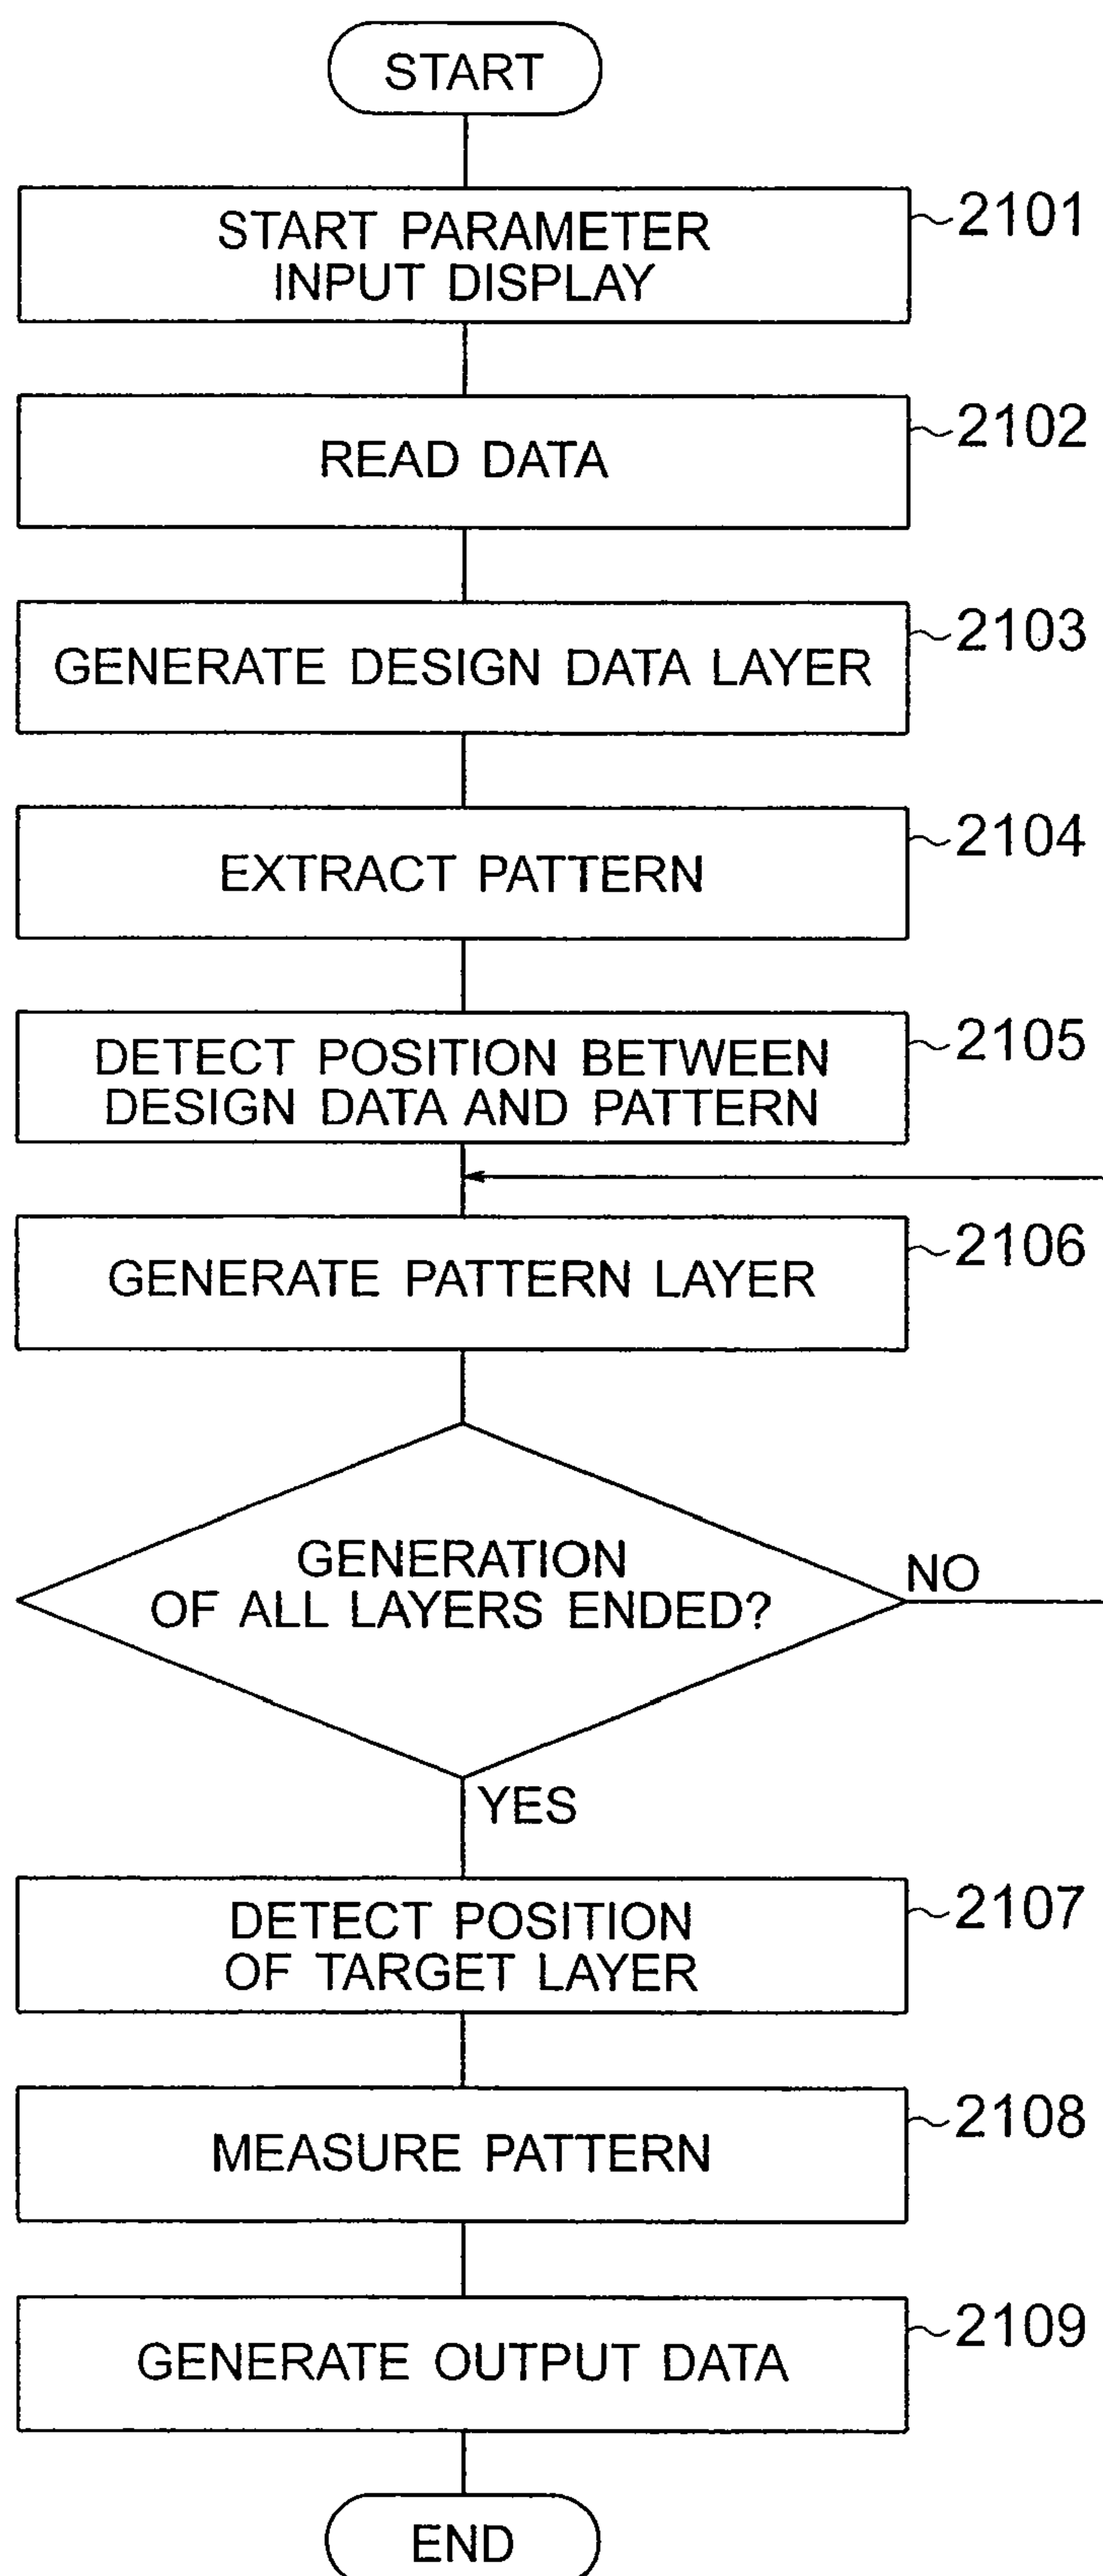 START
START PARAMETER
INPUT DISPLAY
2101
READ DATA
2102
GENERATE DESIGN DATA LAYER
2103
EXTRACT PATTERN
2104
DETECT POSITION BETWEEN
DESIGN DATA AND PATTERN
2105
GENERATE PATTERN LAYER
2106
GENERATION
OF ALL LAYERS ENDED?
NO
YES
DETECT POSITION
OF TARGET LAYER
2107
MEASURE PATTERN
2108
GENERATE OUTPUT DATA
2109
END